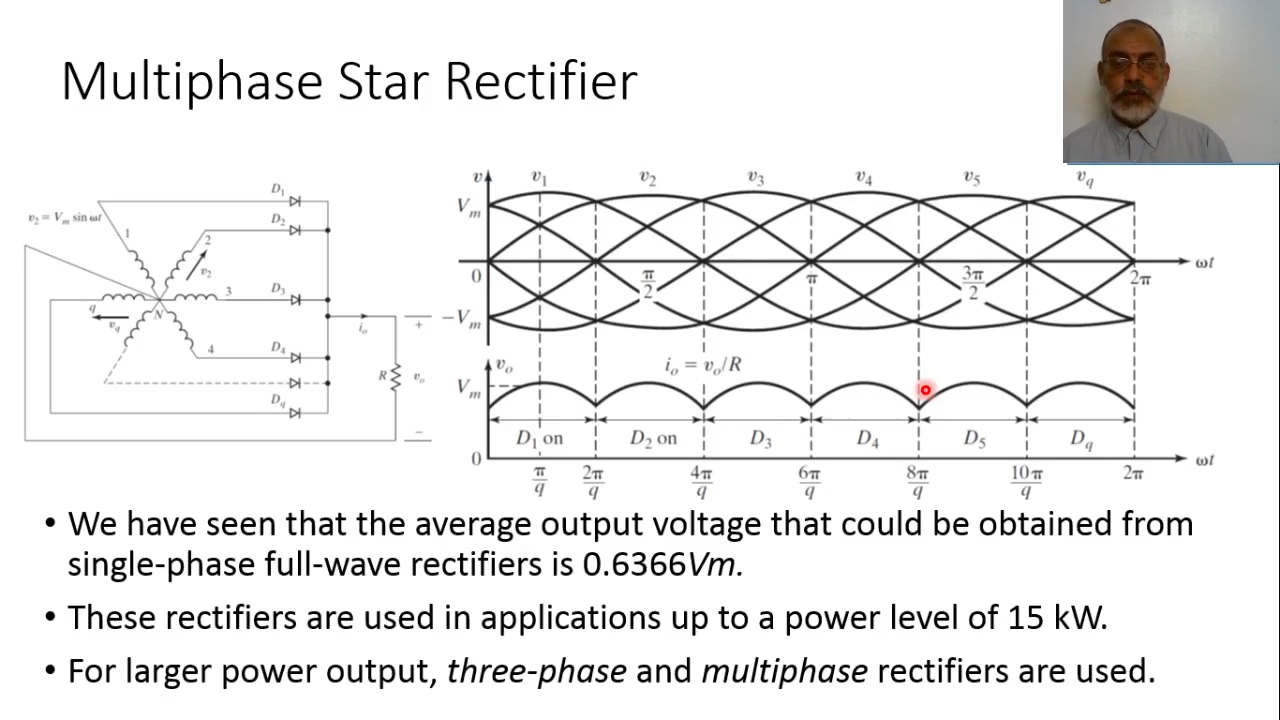 Multiphase Star Rectifier
D1
v2 = Vm sin ωt
D2
1
2
v2
D3
3
q
vq
N
io
+
4
D4
R
vo
Dq
−
v
v1
v2
v3
v4
v5
vq
Vm
0
π/2
π
3π/2
2π
ωt
−Vm
vo
io = vo/R
Vm
D1 on
D2 on
D3
D4
D5
Dq
0
ωt
π/q
2π/q
4π/q
6π/q
8π/q
10π/q
2π
• We have seen that the average output voltage that could be obtained from
single-phase full-wave rectifiers is 0.6366Vm.
• These rectifiers are used in applications up to a power level of 15 kW.
• For larger power output, three-phase and multiphase rectifiers are used.